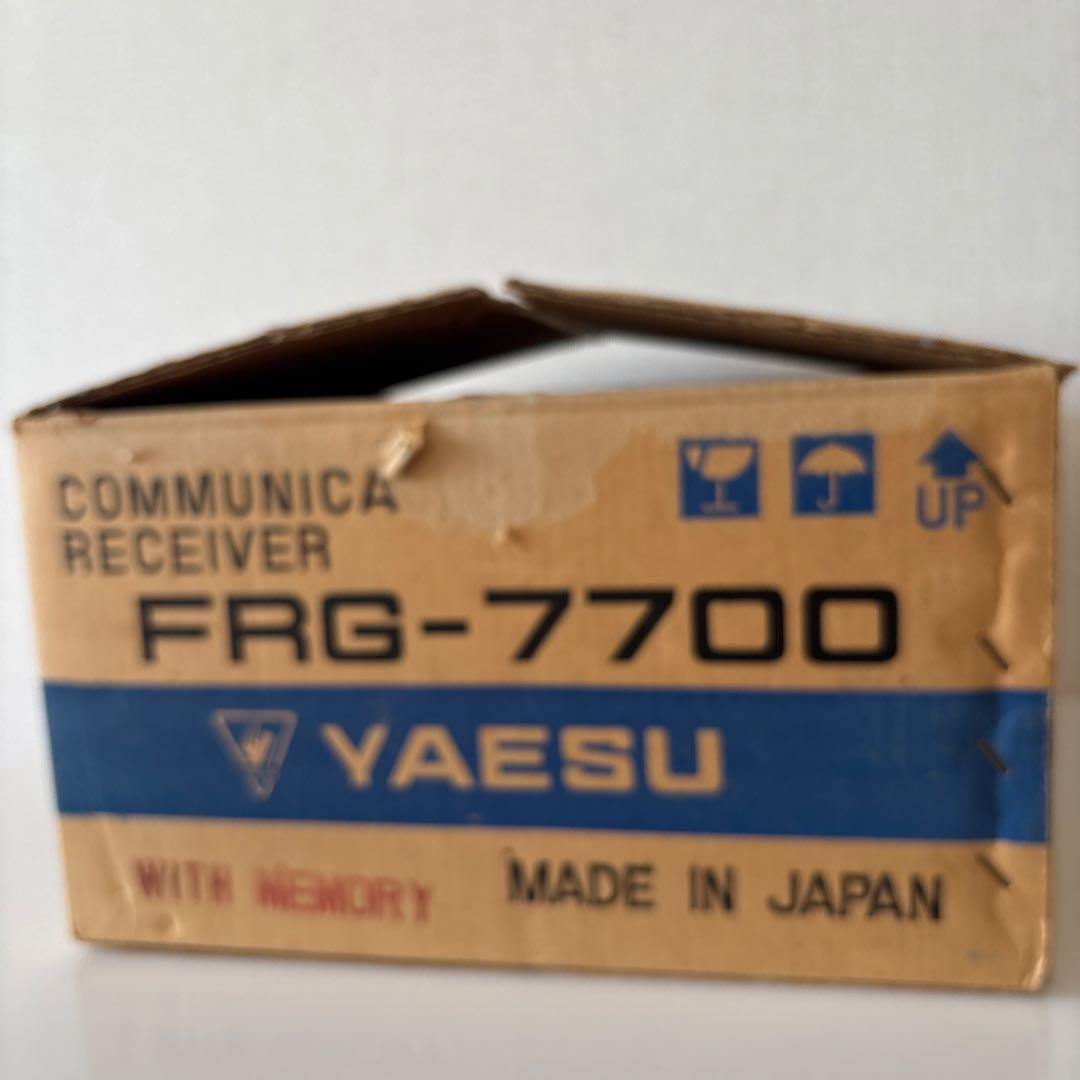 COMMUNICA
RECEIVER
UP
FRG-7700
YAESU
WITH MEMORY
MADE IN JAPAN